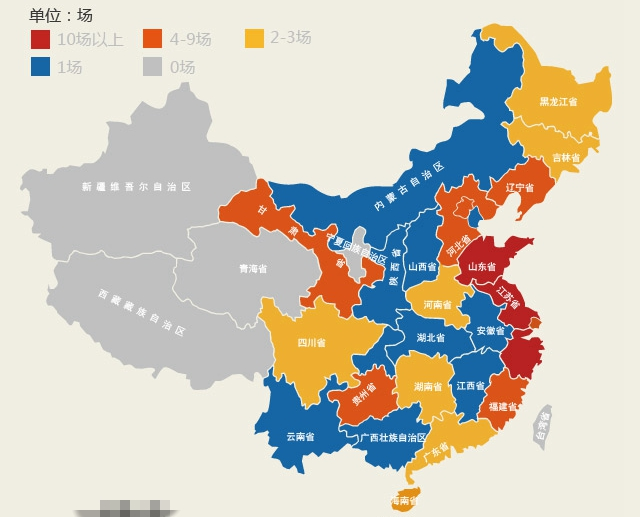 单位：场
10场以上
4-9场
2-3场
1场
0场
黑龙江省
吉林省
辽宁省
内蒙古自治区
新疆维吾尔自治区
甘肃省
宁夏回族自治区
青海省
陕西省
山西省
河北省
山东省
西藏藏族自治区
河南省
江苏省
安徽省
四川省
湖北省
湖南省
江西省
贵州省
福建省
云南省
广西壮族自治区
广东省
台湾省
海南省